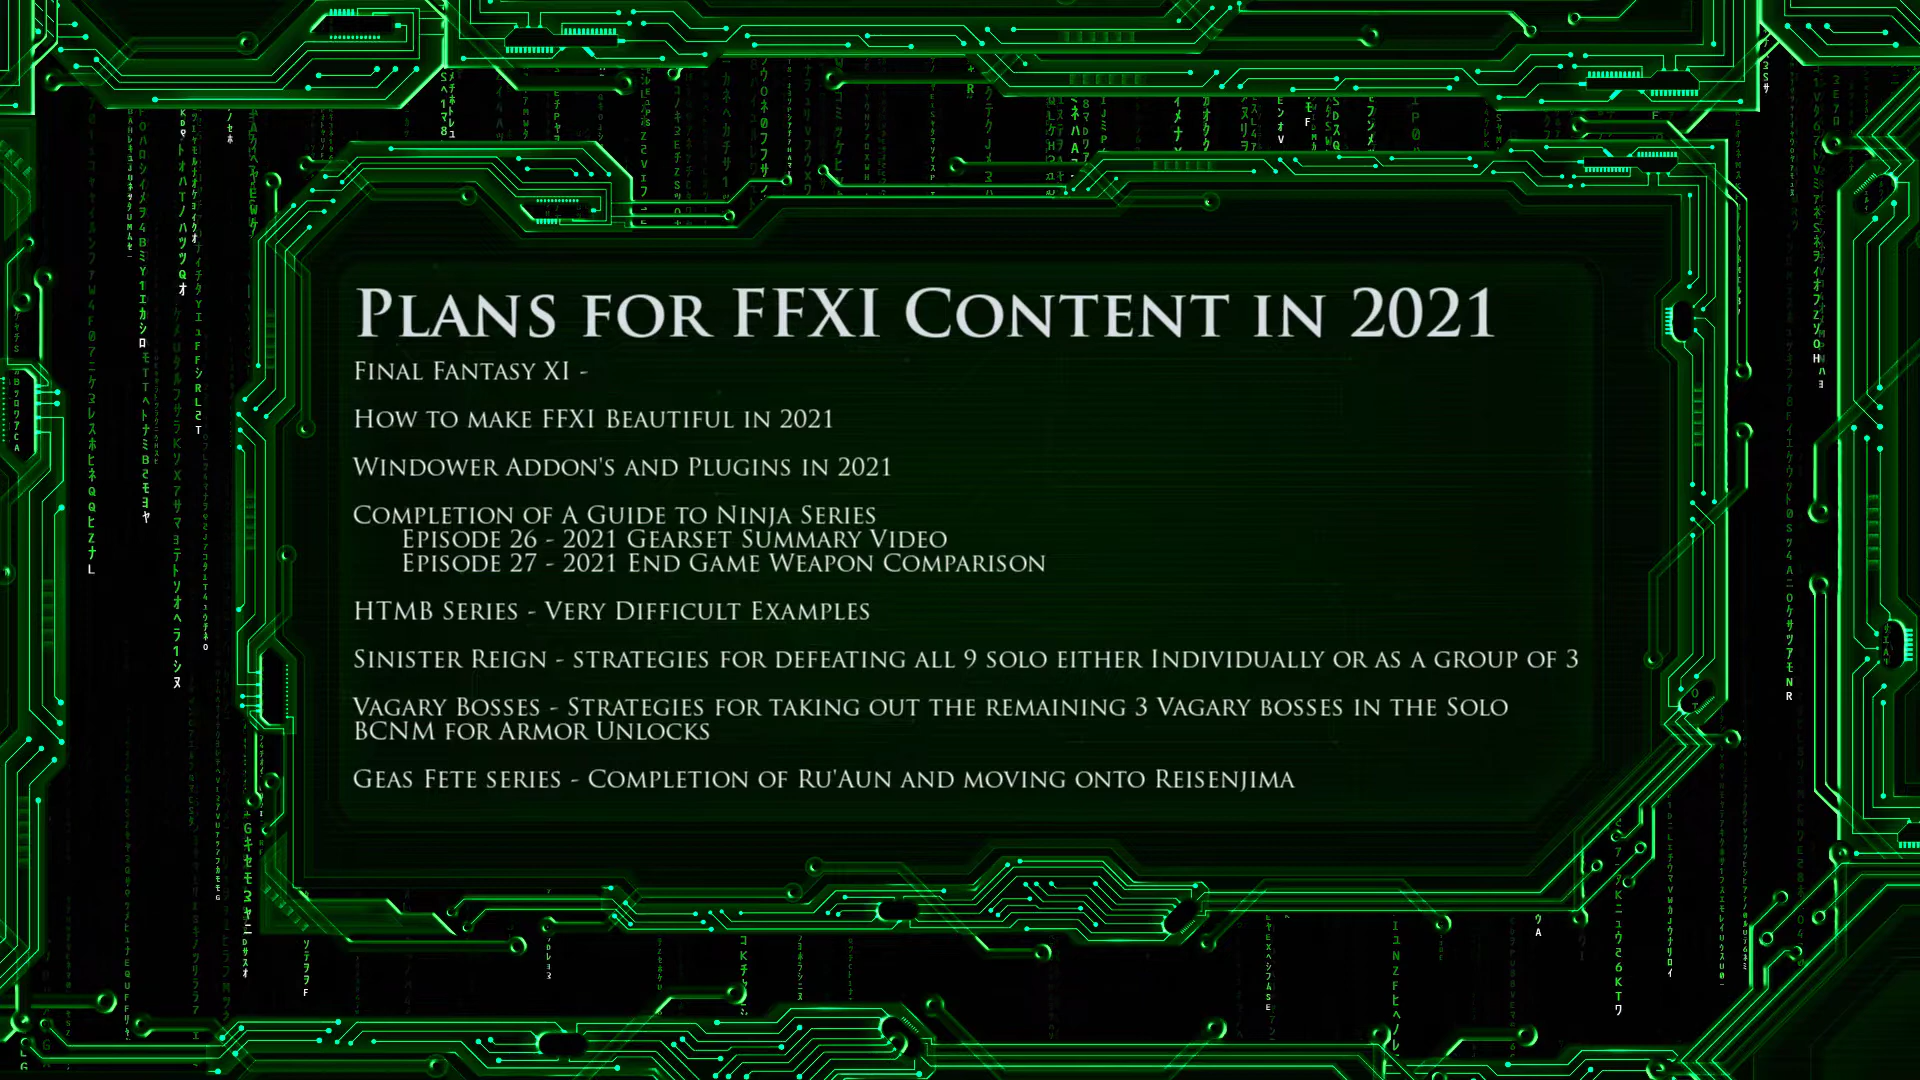 Plans for FFXI Content in 2021
Final Fantasy XI -
How to make FFXI Beautiful in 2021
Windower Addon's and Plugins in 2021
Completion of A Guide to Ninja Series
Episode 26 - 2021 Gearset Summary Video
Episode 27 - 2021 End Game Weapon Comparison
HTMB Series - Very Difficult Examples
Sinister Reign - strategies for defeating all 9 solo either Individually or as a group of 3
Vagary Bosses - Strategies for taking out the remaining 3 Vagary bosses in the Solo
BCNM for Armor Unlocks
Geas Fete series - Completion of Ru'Aun and moving onto Reisenjima